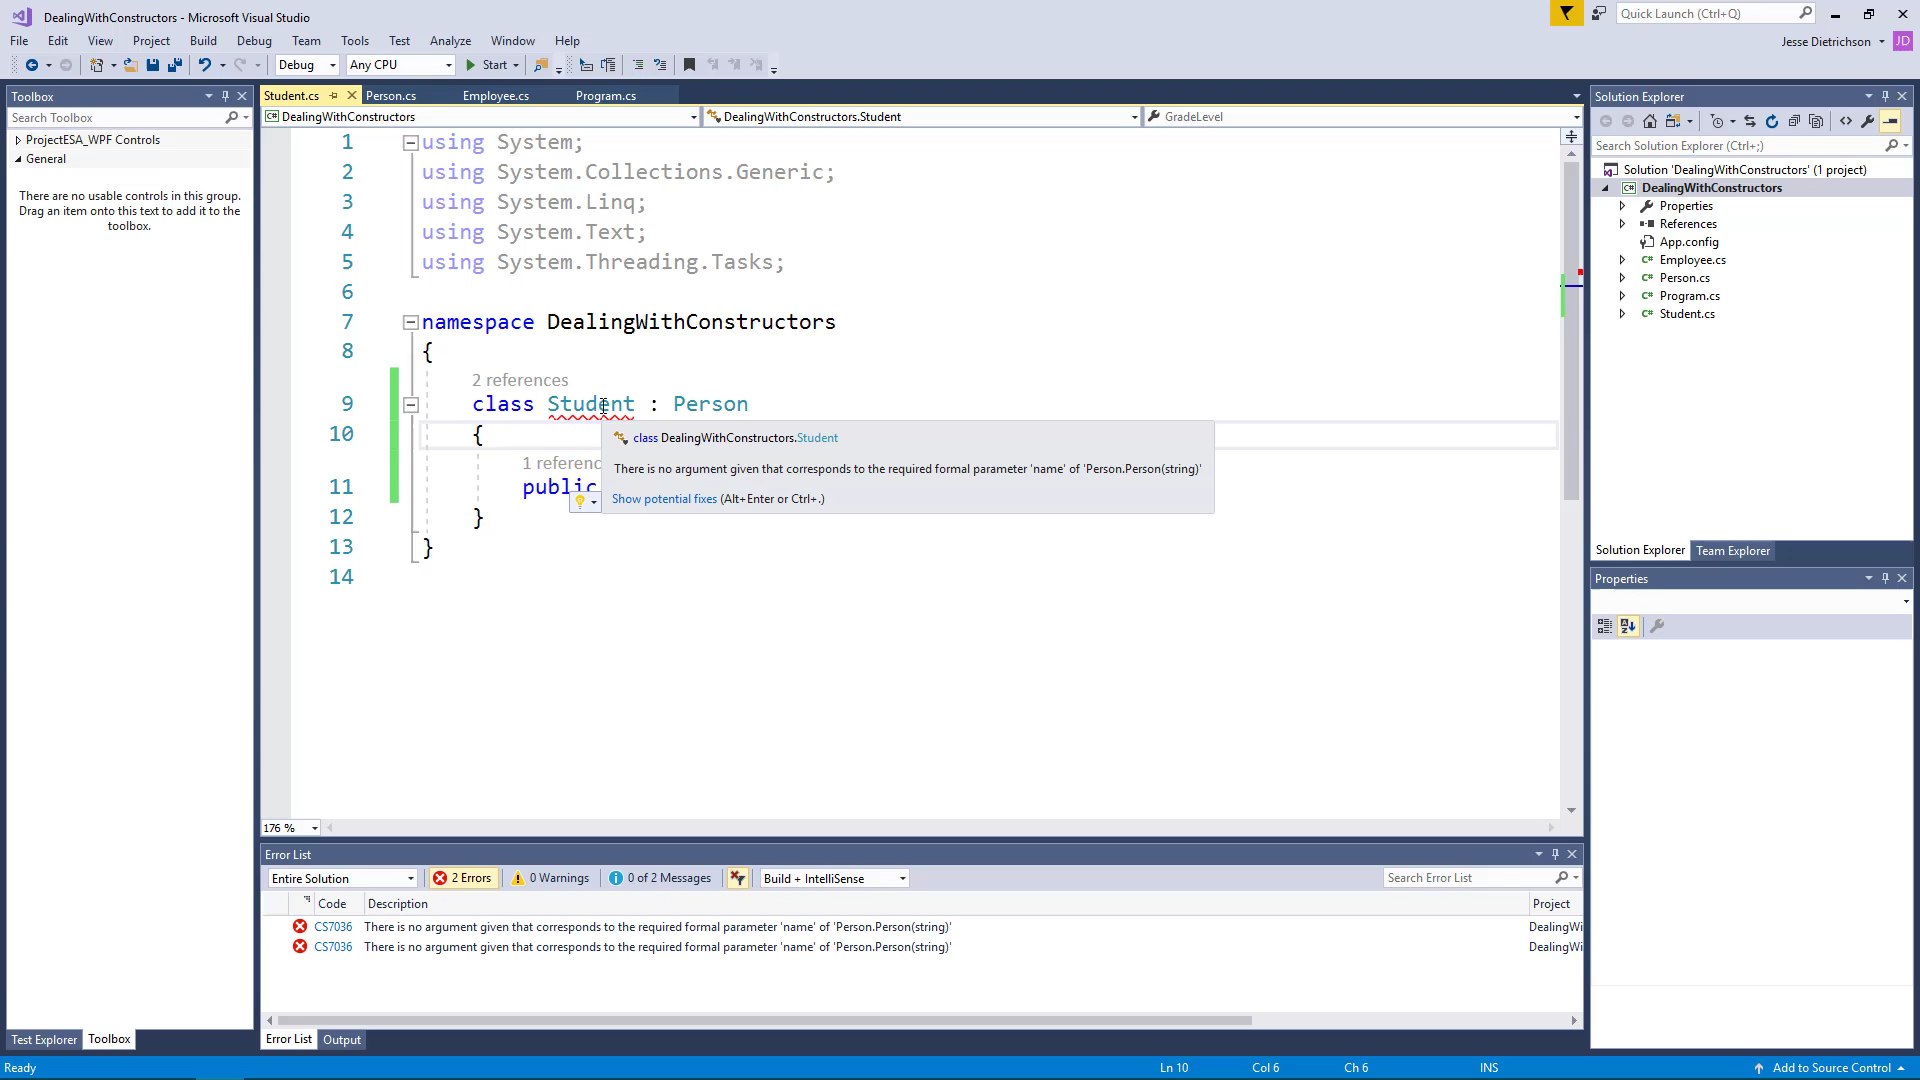 DealingWithConstructors - Microsoft Visual Studio
Quick Launch (Ctrl+Q)
File Edit View Project Build Debug Team Tools Test Analyze Window Help
Jesse Dietrichson JD
Debug Any CPU Start
Toolbox
Search Toolbox
ProjectESA_WPF Controls
General
There are no usable controls in this group.
Drag an item onto this text to add it to the
toolbox.
Student.cs Person.cs Employee.cs Program.cs
DealingWithConstructors DealingWithConstructors.Student GradeLevel
1 using System;
2 using System.Collections.Generic;
3 using System.Linq;
4 using System.Text;
5 using System.Threading.Tasks;
6
7 namespace DealingWithConstructors
8 {
2 references
9 class Student : Person
10 {
class DealingWithConstructors.Student
There is no argument given that corresponds to the required formal parameter 'name' of 'Person.Person(string)'
Show potential fixes (Alt+Enter or Ctrl+.)
1 referenc
11 public
12 }
13 }
14
176 %
Solution Explorer
Search Solution Explorer (Ctrl+;)
Solution 'DealingWithConstructors' (1 project)
C# DealingWithConstructors
Properties
References
App.config
C# Employee.cs
C# Person.cs
C# Program.cs
C# Student.cs
Solution Explorer Team Explorer
Properties
Error List
Entire Solution 2 Errors 0 Warnings 0 of 2 Messages Build + IntelliSense Search Error List
Code Description Project
CS7036 There is no argument given that corresponds to the required formal parameter 'name' of 'Person.Person(string)' DealingWi
CS7036 There is no argument given that corresponds to the required formal parameter 'name' of 'Person.Person(string)' DealingWi
Test Explorer Toolbox
Error List Output
Ready Ln 10 Col 6 Ch 6 INS Add to Source Control